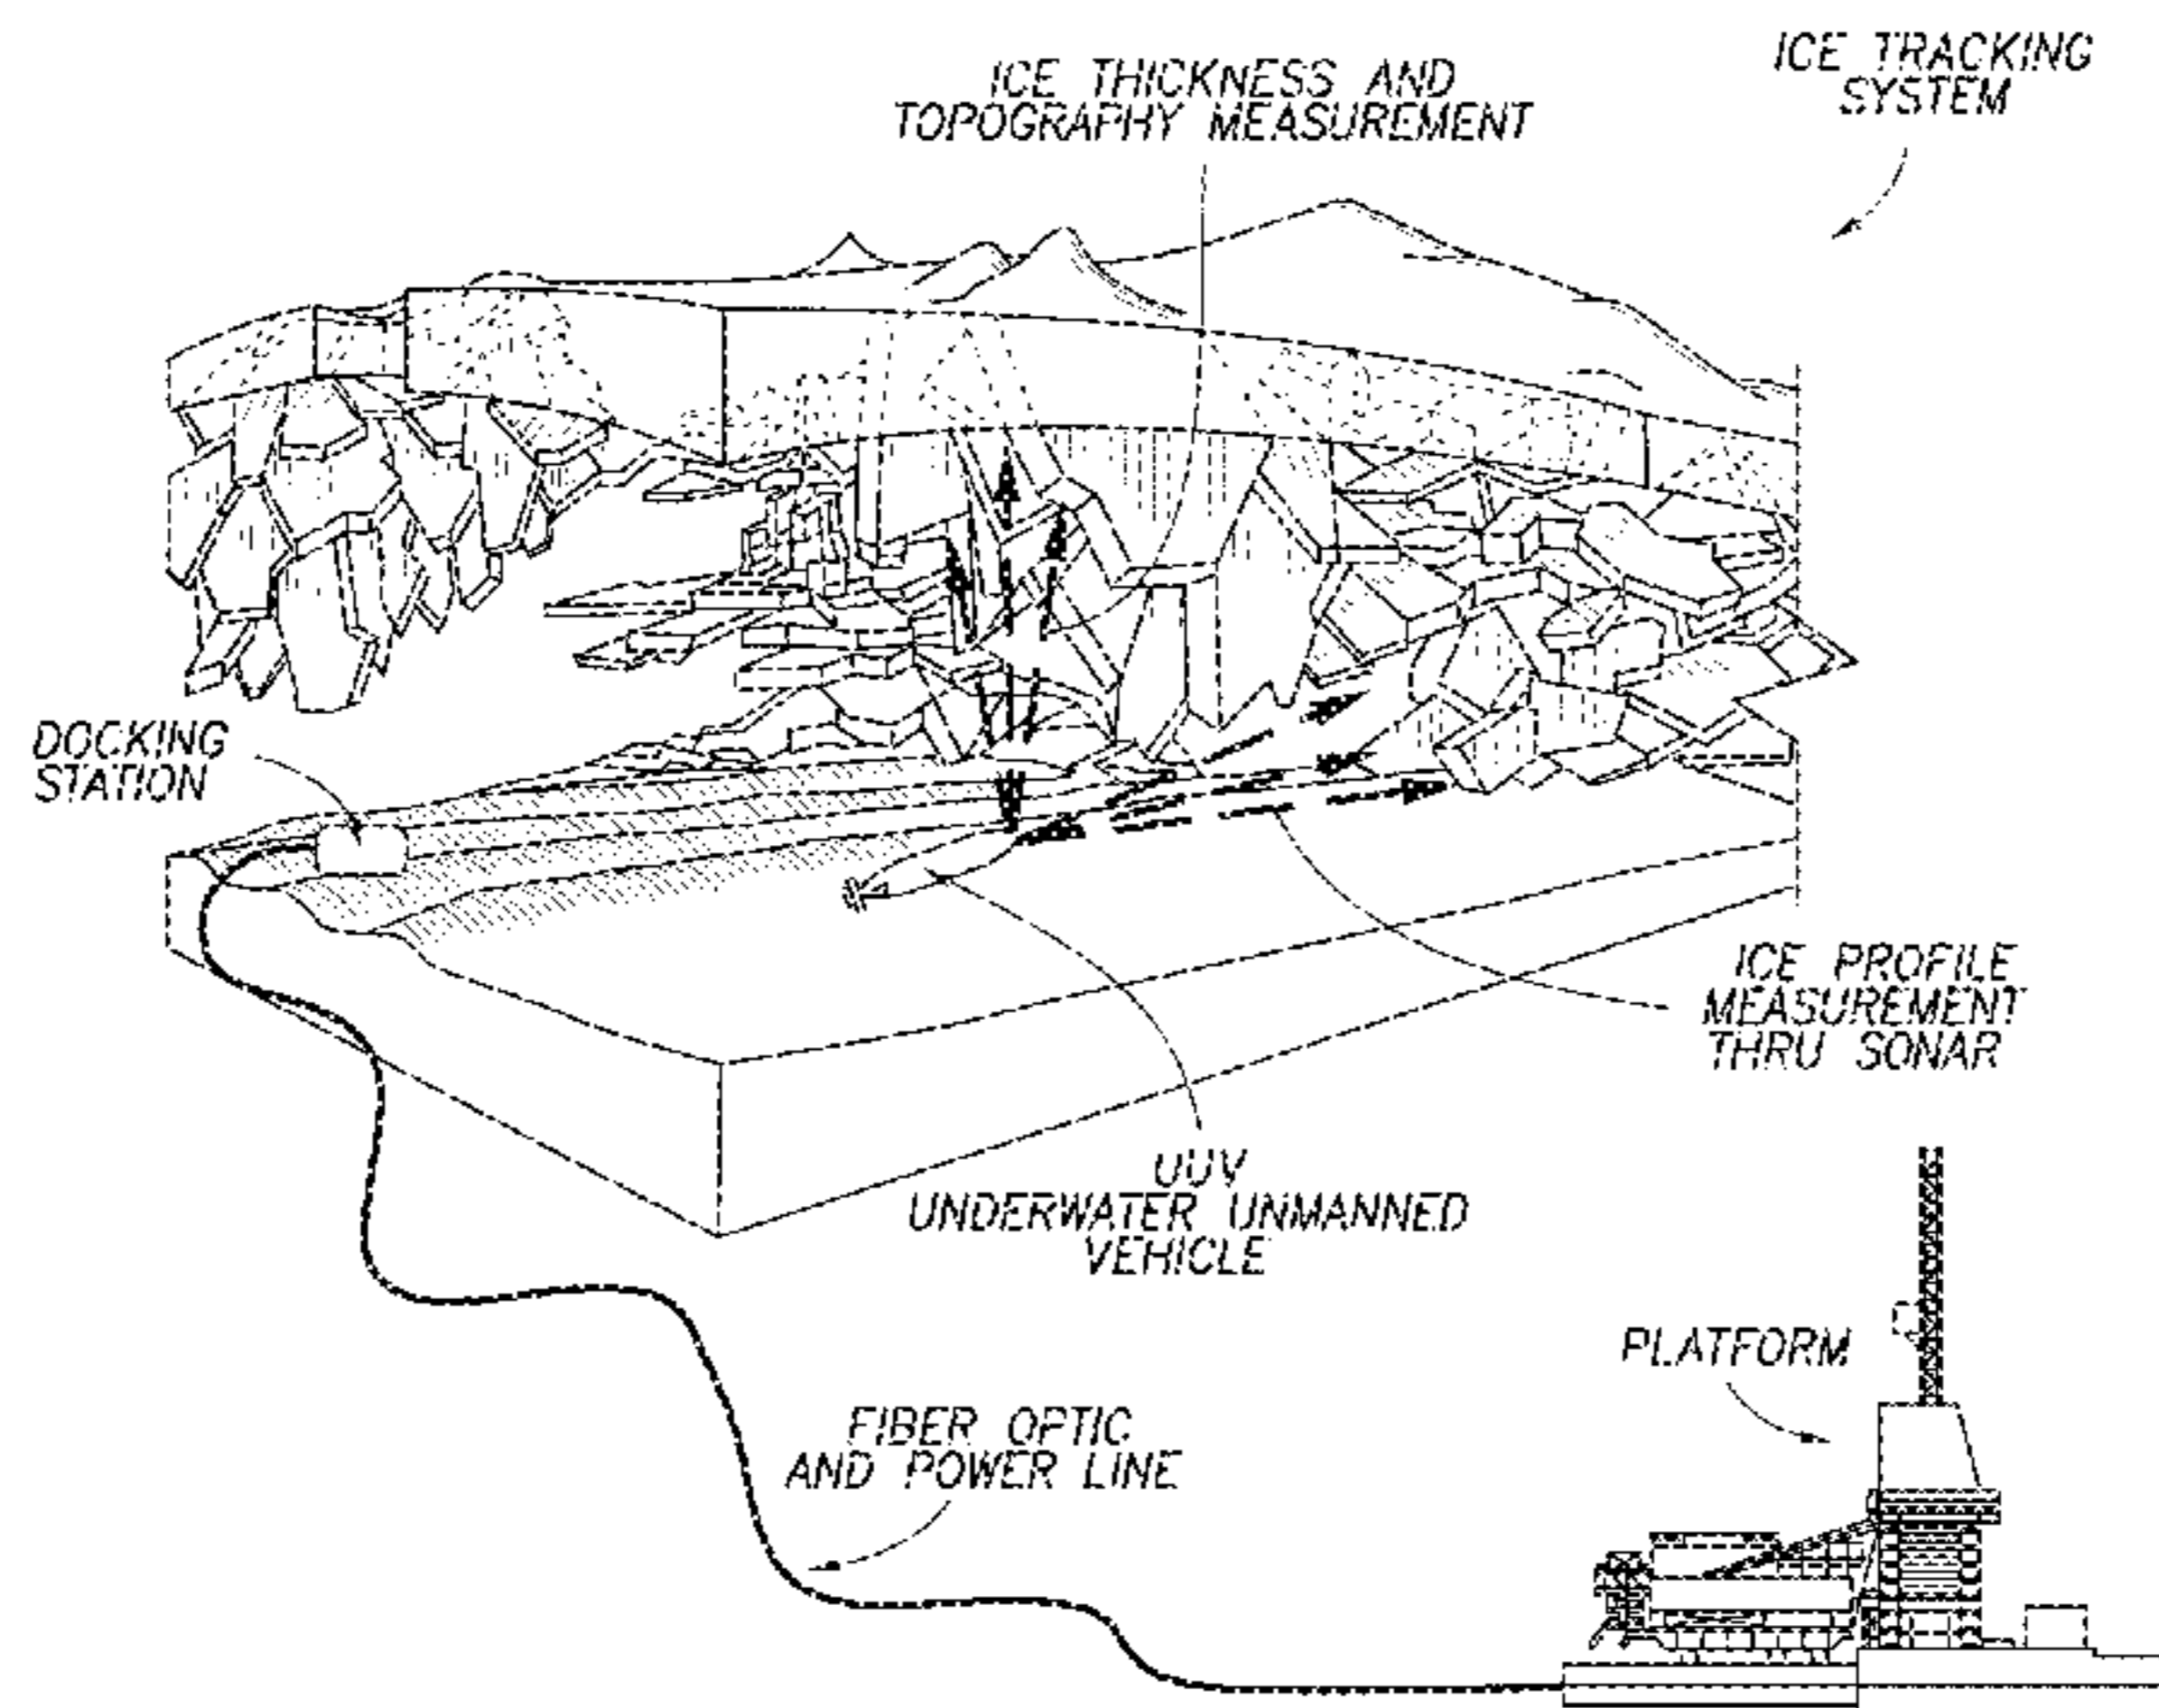 ICE TRACKING
SYSTEM
ICE THICKNESS AND
TOPOGRAPHY MEASUREMENT
DOCKING
STATION
ICE PROFILE
MEASUREMENT
THRU SONAR
UUV
UNDERWATER UNMANNED
VEHICLE
PLATFORM
FIBER OPTIC
AND POWER LINE